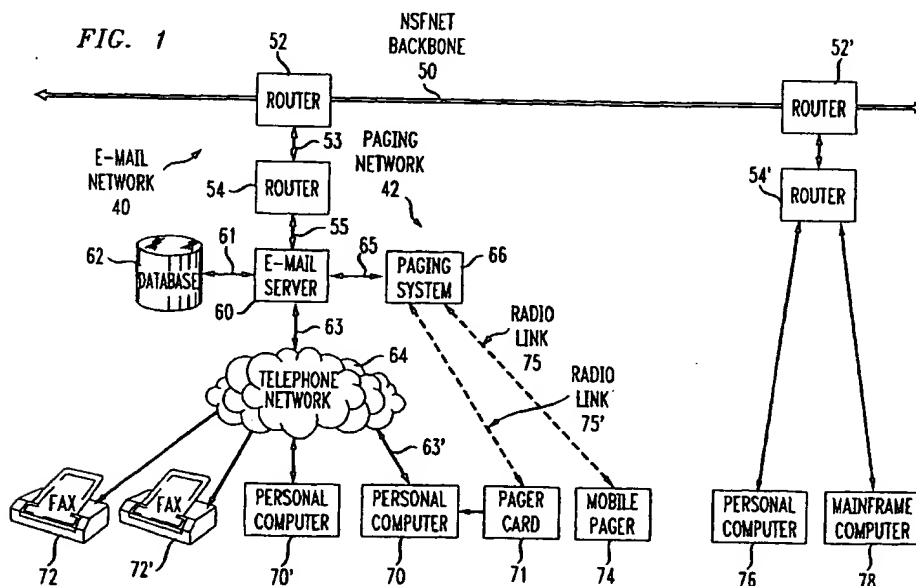 FIG. 1
52
NSFNET
BACKBONE
50
52'
ROUTER
ROUTER
53
E-MAIL
NETWORK
40
PAGING
NETWORK
42
54
ROUTER
54'
ROUTER
55
62
DATABASE
61
E-MAIL
SERVER
60
65
PAGING
SYSTEM
66
63
64
TELEPHONE
NETWORK
RADIO
LINK
75
RADIO
LINK
75'
63'
FAX
72
FAX
72'
PERSONAL
COMPUTER
70'
PERSONAL
COMPUTER
70
PAGER
CARD
71
MOBILE
PAGER
74
PERSONAL
COMPUTER
76
MAINFRAME
COMPUTER
78